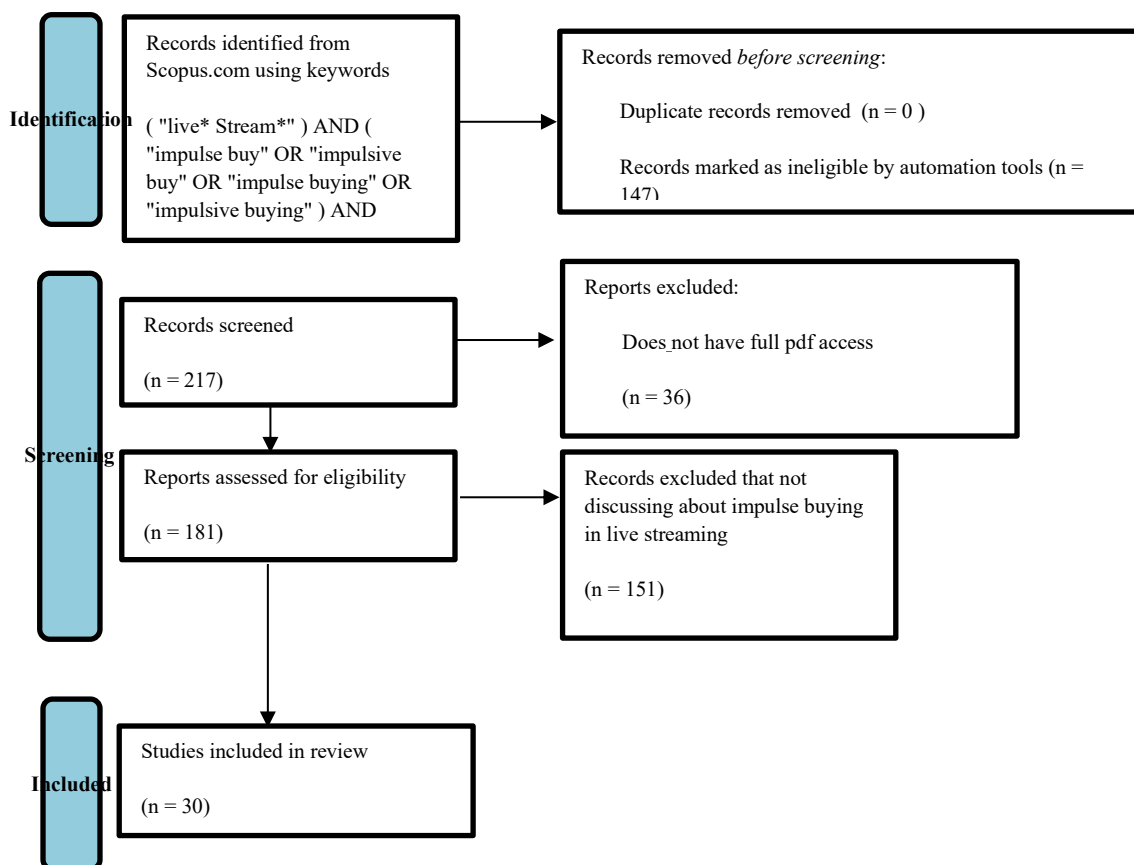 Identification
Records identified from
Scopus.com using keywords
( "live* Stream*" ) AND (
"impulse buy" OR "impulsive
buy" OR "impulse buying" OR
"impulsive buying" ) AND
Records removed before screening:
Duplicate records removed (n = 0 )
Records marked as ineligible by automation tools (n =
147)
Screening
Records screened
(n = 217)
Reports excluded:
Does not have full pdf access
(n = 36)
Reports assessed for eligibility
(n = 181)
Records excluded that not
discussing about impulse buying
in live streaming
(n = 151)
Included
Studies included in review
(n = 30)